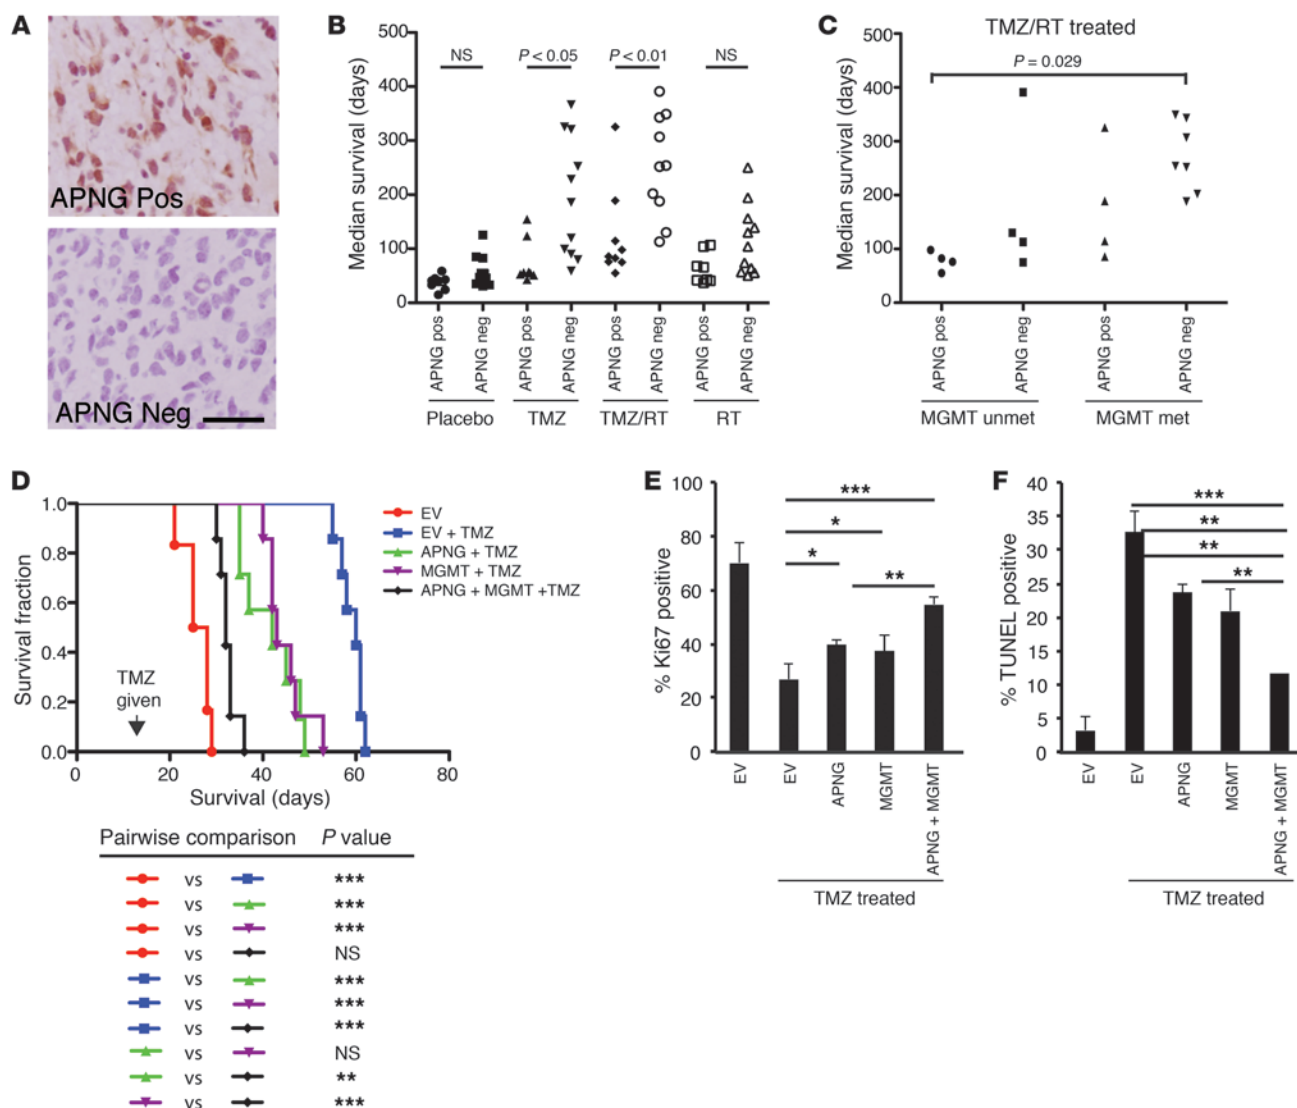 A
APNG Pos
APNG Neg
B
Median survival (days)
500
400
300
200
100
0
NS
P < 0.05
P < 0.01
NS
APNG pos
APNG neg
APNG pos
APNG neg
APNG pos
APNG neg
APNG pos
APNG neg
Placebo
TMZ
TMZ/RT
RT
C
TMZ/RT treated
Median survival (days)
500
400
300
200
100
0
P = 0.029
APNG pos
APNG neg
APNG pos
APNG neg
MGMT unmet
MGMT met
D
Survival fraction
1.0
0.8
0.6
0.4
0.2
0.0
TMZ
given
0
20
40
60
80
Survival (days)
EV
EV + TMZ
APNG + TMZ
MGMT + TMZ
APNG + MGMT +TMZ
Pairwise comparison P value
vs ***
vs ***
vs ***
vs NS
vs ***
vs ***
vs ***
vs NS
vs **
vs ***
E
% Ki67 positive
100
80
60
40
20
0
***
*
*
**
EV
EV
APNG
MGMT
APNG + MGMT
TMZ treated
F
% TUNEL positive
40
35
30
25
20
15
10
5
0
***
**
**
**
EV
EV
APNG
MGMT
APNG + MGMT
TMZ treated